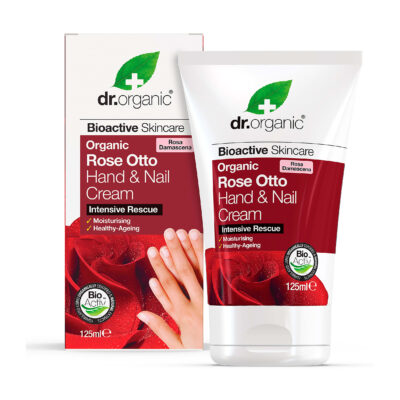 dr.organic®
Bioactive Skincare
Organic
Rosa
Damascena
Rose Otto
Hand & Nail
Cream
Intensive Rescue
✓ Moisturising
✓ Healthy-Ageing
Bio
Activ
125ml℮
dr.organic®
Bioactive Skincare
Organic
Rosa
Damascena
Rose Otto
Hand & Nail
Cream
Intensive Rescue
✓ Moisturising
✓ Healthy-Ageing
Bio
Activ
125ml℮